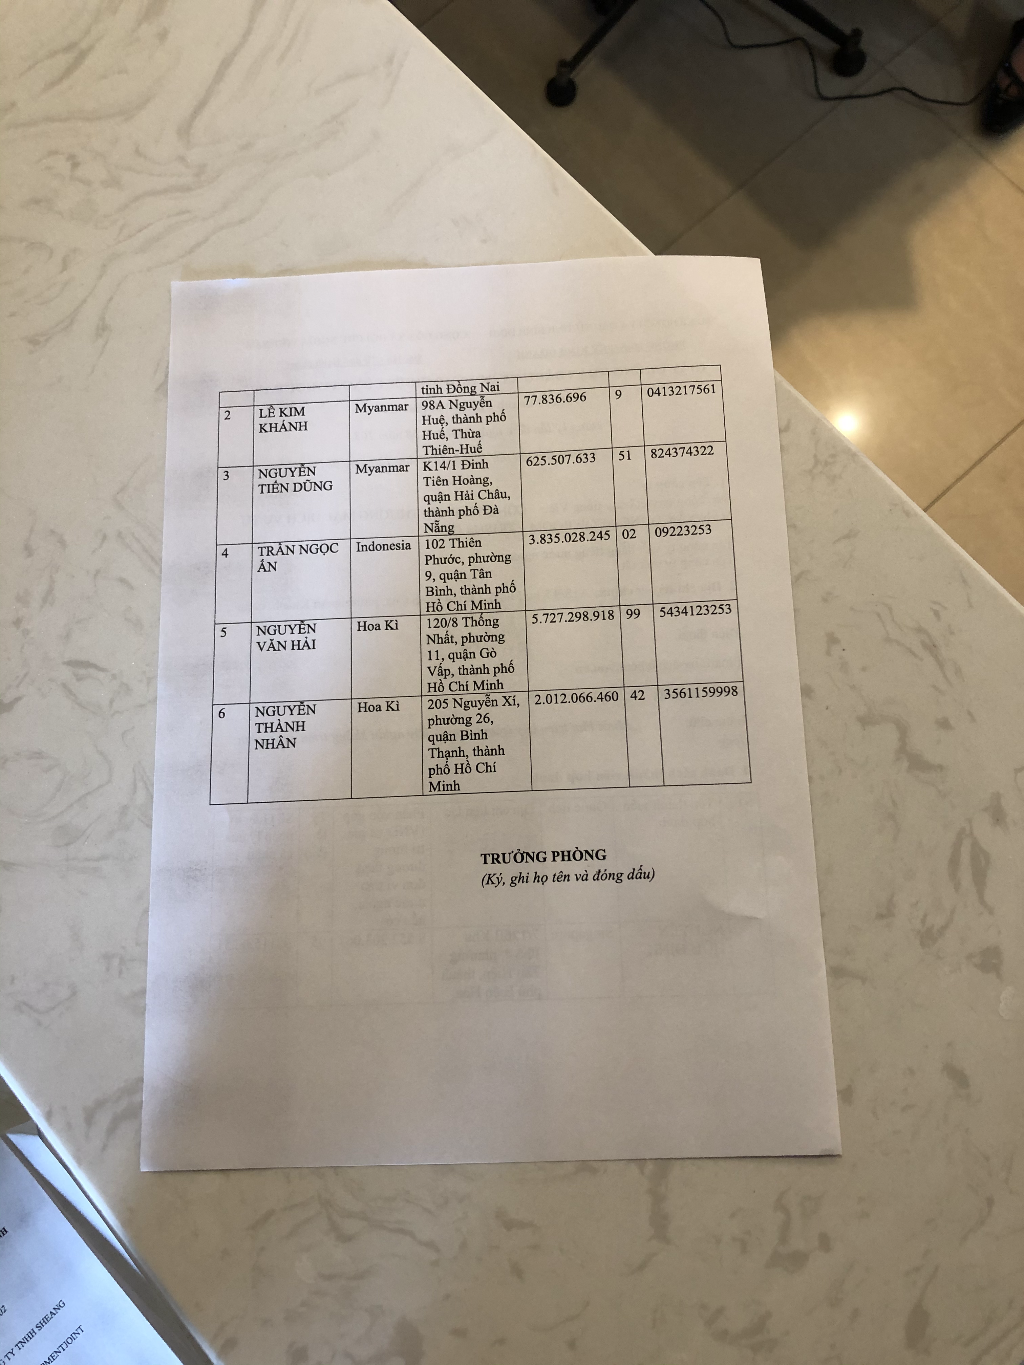 tỉnh Đồng Nai
2 LÊ KIM KHÁNH Myanmar 98A Nguyễn Huệ, thành phố Huế, Thừa Thiên-Huế 77.836.696 9 0413217561
3 NGUYỄN TIẾN DŨNG Myanmar K14/1 Đinh Tiên Hoàng, quận Hải Châu, thành phố Đà Nẵng 625.507.633 51 824374322
4 TRẦN NGỌC ẨN Indonesia 102 Thiên Phước, phường 9, quận Tân Bình, thành phố Hồ Chí Minh 3.835.028.245 02 09223253
5 NGUYỄN VĂN HẢI Hoa Kì 120/8 Thống Nhất, phường 11, quận Gò Vấp, thành phố Hồ Chí Minh 5.727.298.918 99 5434123253
6 NGUYỄN THÀNH NHÂN Hoa Kì 205 Nguyễn Xí, phường 26, quận Bình Thạnh, thành phố Hồ Chí Minh 2.012.066.460 42 3561159998
TRƯỞNG PHÒNG
(Ký, ghi họ tên và đóng dấu)
TY TNHH SHEANG